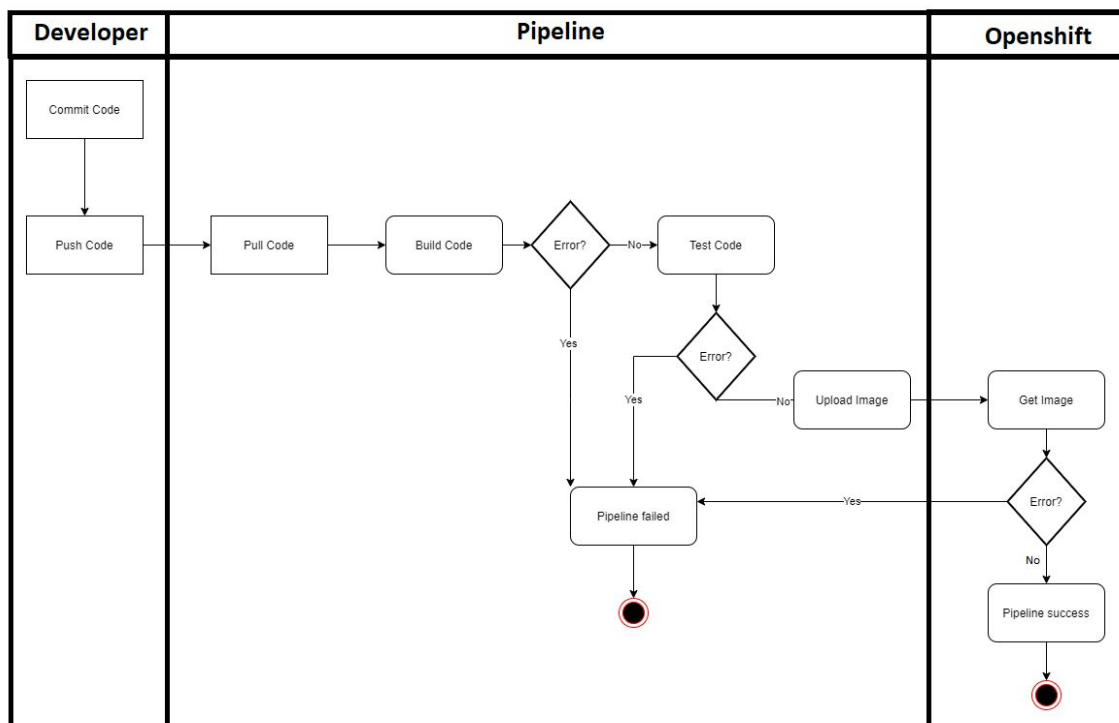 Developer
Pipeline
Openshift
Commit Code
Push Code
Pull Code
Build Code
Error?
No
Test Code
Yes
Error?
Yes
No
Upload Image
Get Image
Pipeline failed
Yes
Error?
No
Pipeline success